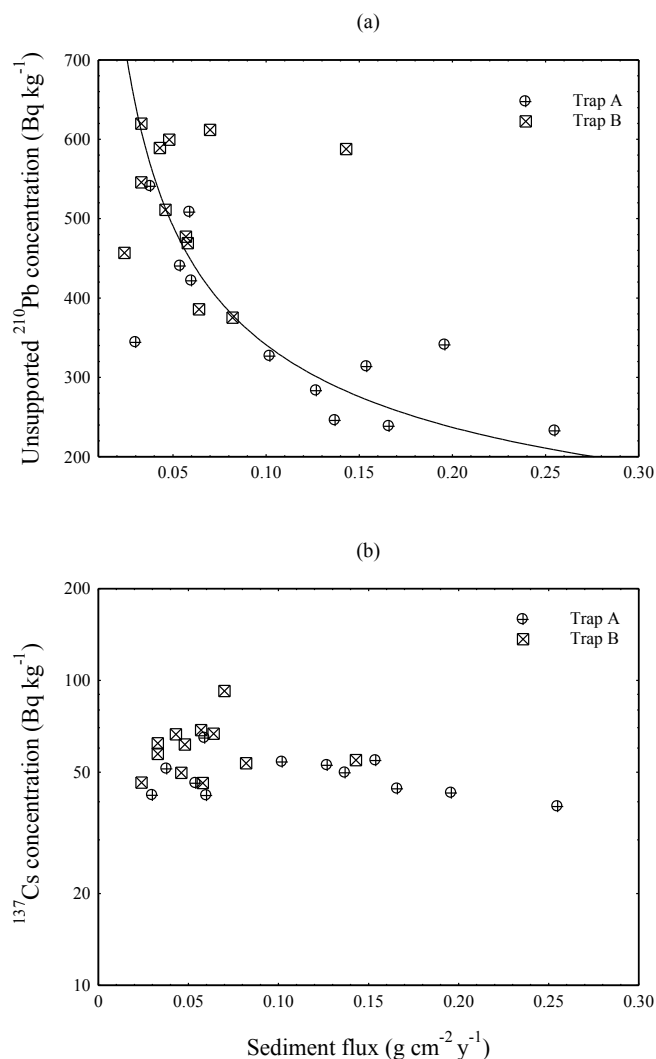 (a)
Unsupported ²¹⁰Pb concentration (Bq kg⁻¹)
700
600
500
400
300
200
Trap A
Trap B
0.05
0.10
0.15
0.20
0.25
0.30
(b)
¹³⁷Cs concentration (Bq kg⁻¹)
200
100
50
20
10
Trap A
Trap B
0
0.05
0.10
0.15
0.20
0.25
0.30
Sediment flux (g cm⁻² y⁻¹)